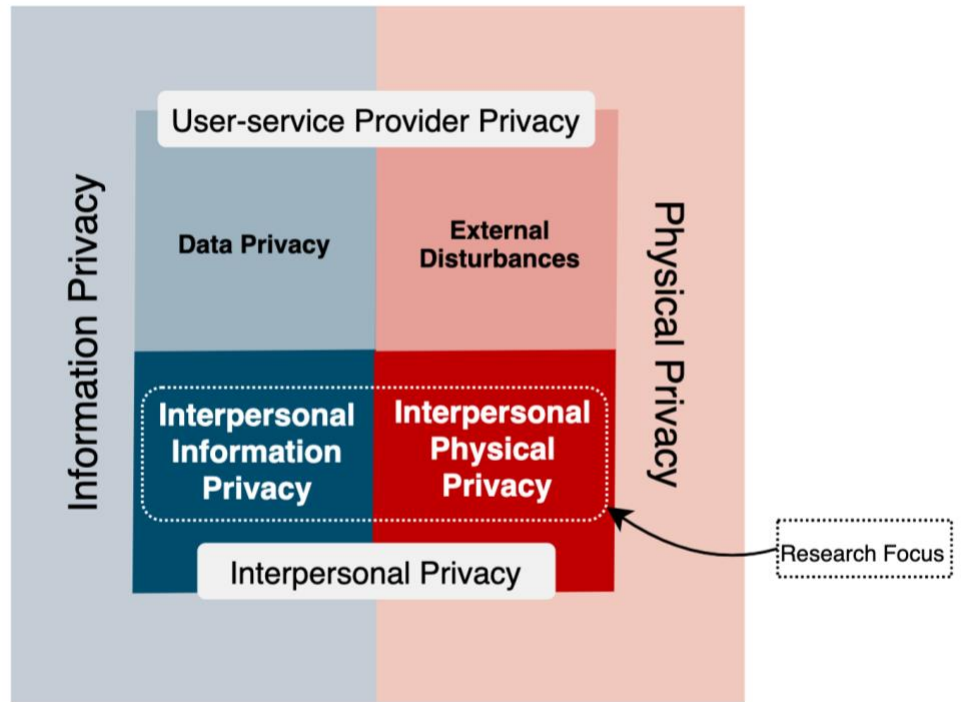 User-service Provider Privacy
Information Privacy
Data Privacy
External
Disturbances
Physical Privacy
Interpersonal
Information
Privacy
Interpersonal
Physical
Privacy
Research Focus
Interpersonal Privacy